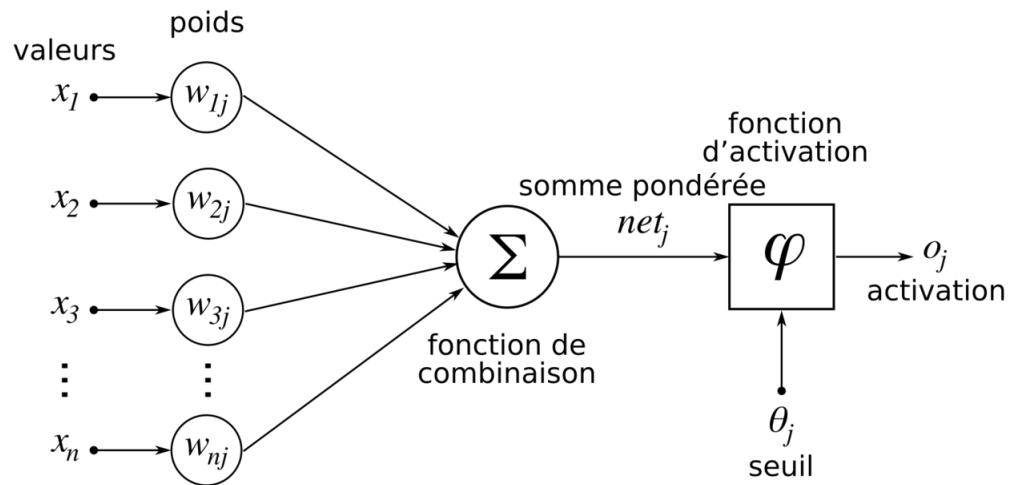 poids
valeurs
x1
w1j
x2
w2j
x3
w3j
⋮
⋮
xn
wnj
Σ
fonction de
combinaison
somme pondérée
netj
fonction
d'activation
φ
oj
activation
θj
seuil